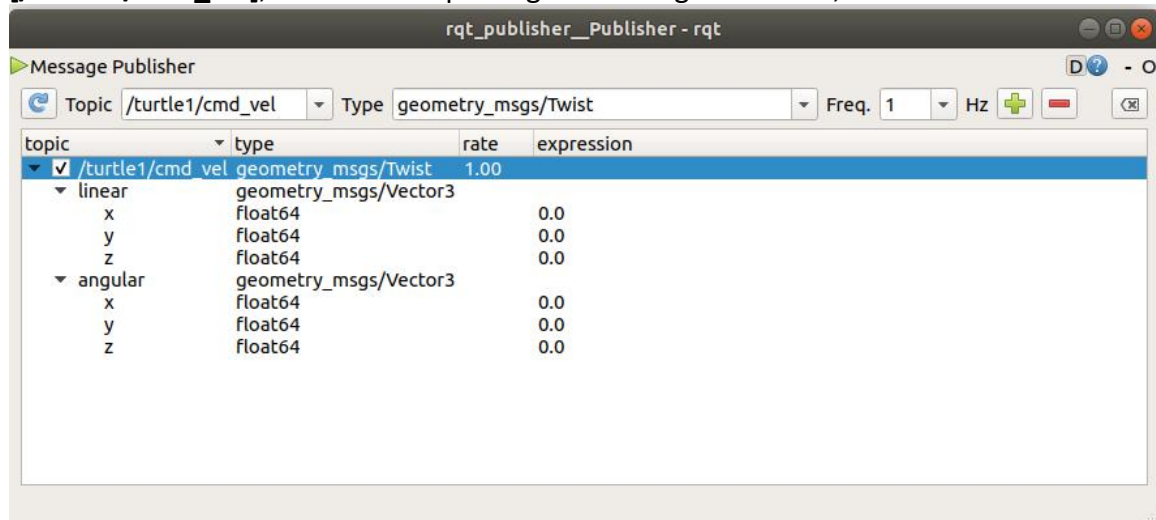 rqt_publisher__Publisher - rqt
Message Publisher D ? - O
Topic /turtle1/cmd_vel Type geometry_msgs/Twist Freq. 1 Hz
topic type rate expression
/turtle1/cmd_vel geometry_msgs/Twist 1.00
linear geometry_msgs/Vector3
x float64 0.0
y float64 0.0
z float64 0.0
angular geometry_msgs/Vector3
x float64 0.0
y float64 0.0
z float64 0.0